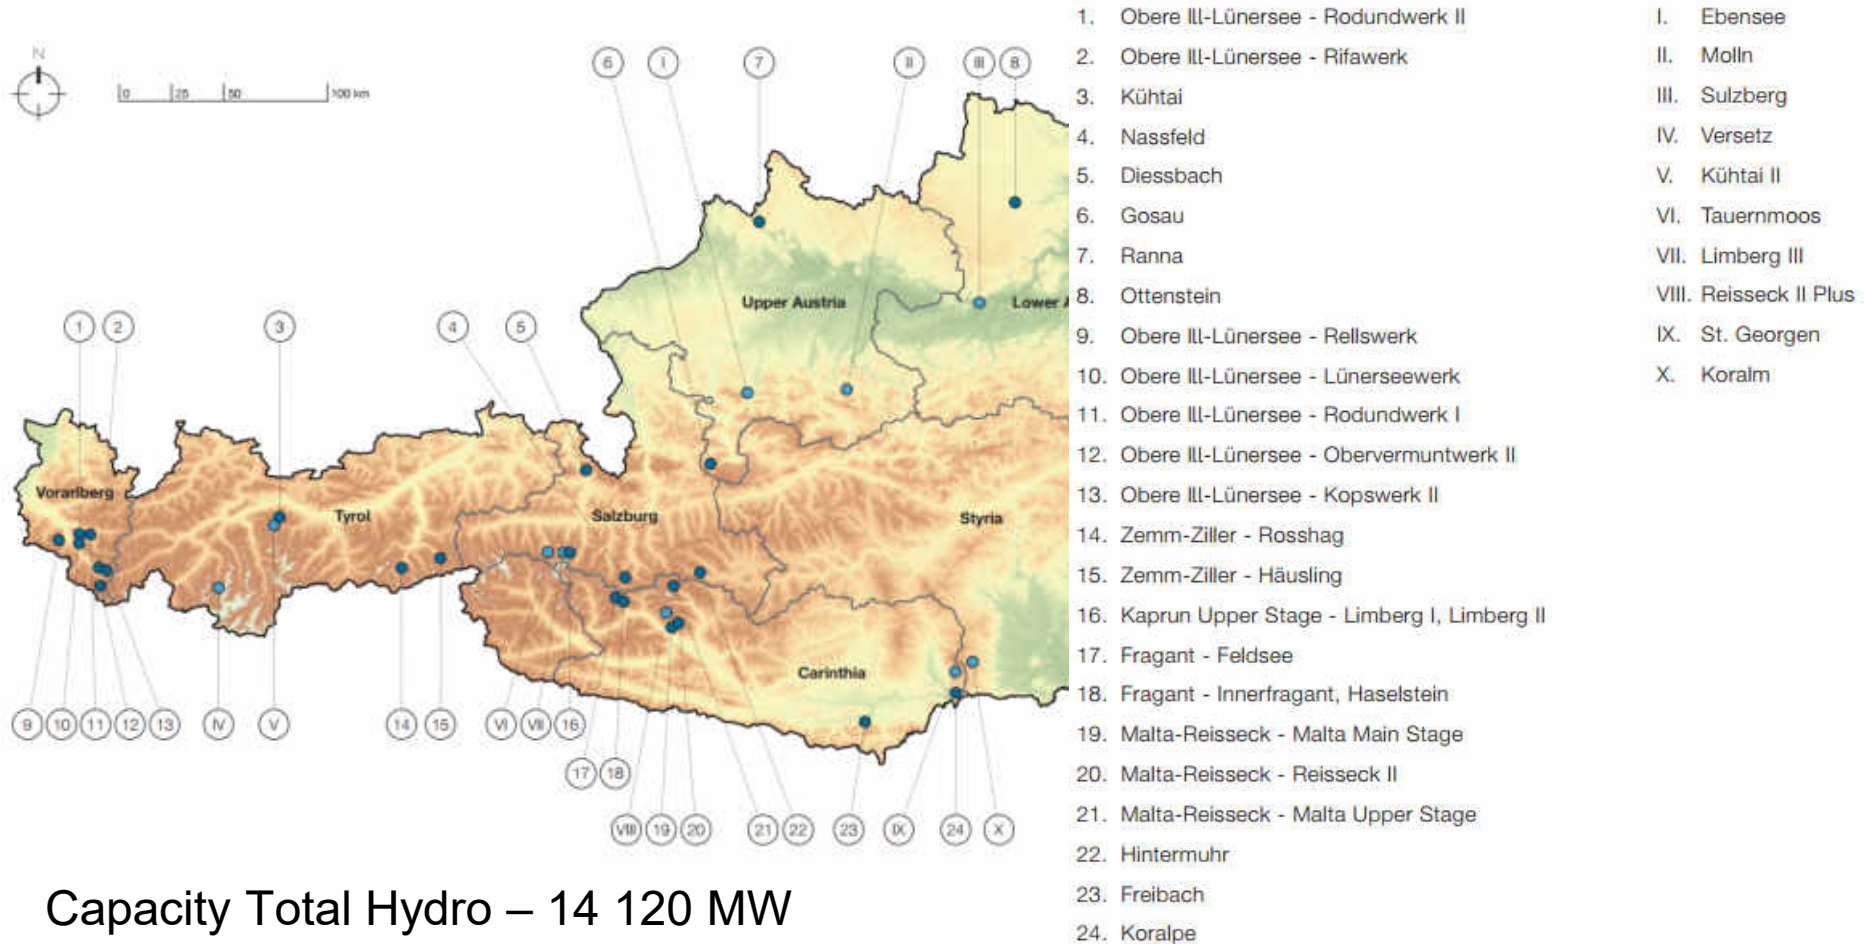 N
0 25 50 100 km
6 I 7 II III 8
Upper Austria
Lower A
1 2 3 4 5
Vorarlberg
Tyrol
Salzburg
Styria
Carinthia
9 10 11 12 13 IV V 14 15 VI VII 16
17 18
VIII 19 20 21 22 23 IX 24 X
Capacity Total Hydro – 14 120 MW
1. Obere Ill-Lünersee - Rodundwerk II
2. Obere Ill-Lünersee - Rifawerk
3. Kühtai
4. Nassfeld
5. Diessbach
6. Gosau
7. Ranna
8. Ottenstein
9. Obere Ill-Lünersee - Rellswerk
10. Obere Ill-Lünersee - Lünerseewerk
11. Obere Ill-Lünersee - Rodundwerk I
12. Obere Ill-Lünersee - Obervermuntwerk II
13. Obere Ill-Lünersee - Kopswerk II
14. Zemm-Ziller - Rosshag
15. Zemm-Ziller - Häusling
16. Kaprun Upper Stage - Limberg I, Limberg II
17. Fragant - Feldsee
18. Fragant - Innerfragant, Haselstein
19. Malta-Reisseck - Malta Main Stage
20. Malta-Reisseck - Reisseck II
21. Malta-Reisseck - Malta Upper Stage
22. Hintermuhr
23. Freibach
24. Koralpe
I. Ebensee
II. Molln
III. Sulzberg
IV. Versetz
V. Kühtai II
VI. Tauernmoos
VII. Limberg III
VIII. Reisseck II Plus
IX. St. Georgen
X. Koralm